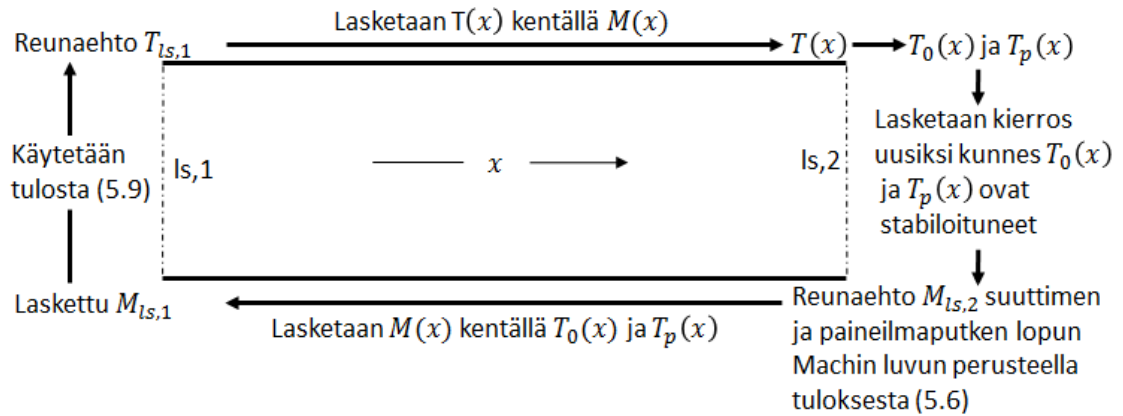 Lasketaan T(x) kentällä M(x)
Reunaehto T_{ls,1}
T(x)
T_0(x) ja T_p(x)
Käytetään
tulosta (5.9)
ls,1
x
ls,2
Lasketaan kierros
uusiksi kunnes T_0(x)
ja T_p(x) ovat
stabiloituneet
Laskettu M_{ls,1}
Lasketaan M(x) kentällä T_0(x) ja T_p(x)
Reunaehto M_{ls,2} suuttimen
ja paineilmaputken lopun
Machin luvun perusteella
tuloksesta (5.6)